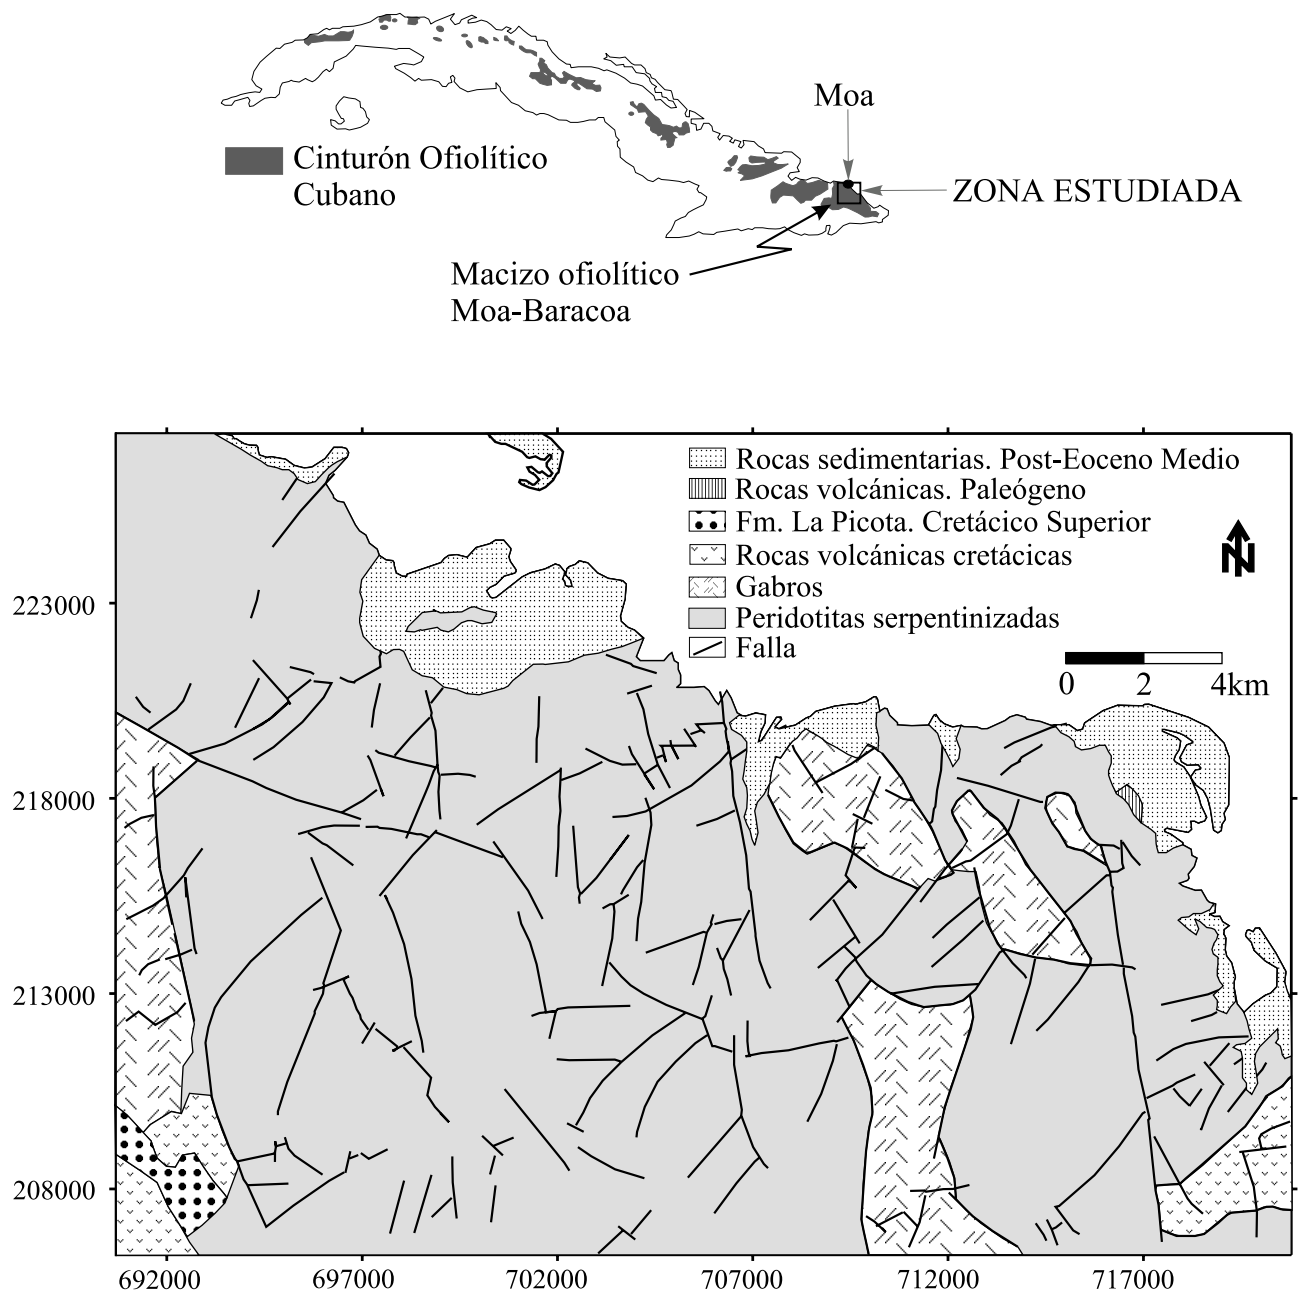 Moa
Cinturón Ofiolítico
Cubano
ZONA ESTUDIADA
Macizo ofiolítico
Moa-Baracoa
Rocas sedimentarias. Post-Eoceno Medio
Rocas volcánicas. Paleógeno
Fm. La Picota. Cretácico Superior
Rocas volcánicas cretácicas
Gabros
Peridotitas serpentinizadas
Falla
N
0 2 4km
223000
218000
213000
208000
692000 697000 702000 707000 712000 717000